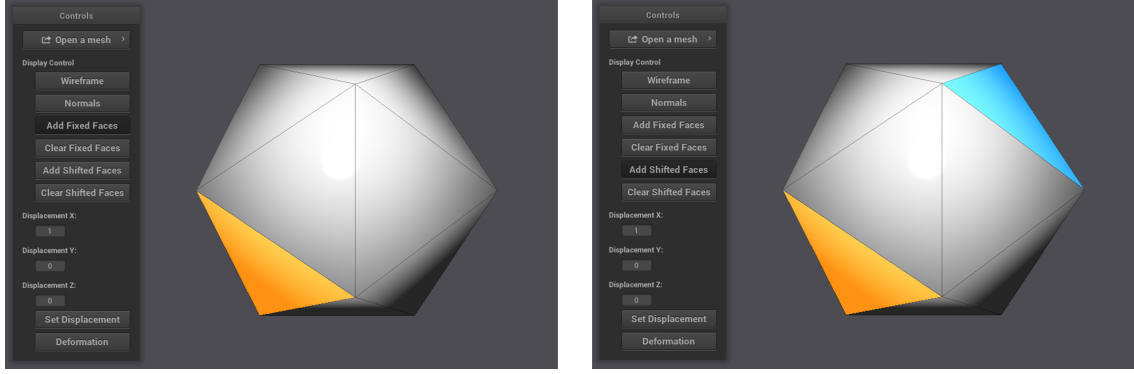 Controls
Open a mesh
Display Control
Wireframe
Normals
Add Fixed Faces
Clear Fixed Faces
Add Shifted Faces
Clear Shifted Faces
Displacement X:
1
Displacement Y:
0
Displacement Z:
0
Set Displacement
Deformation
Controls
Open a mesh
Display Control
Wireframe
Normals
Add Fixed Faces
Clear Fixed Faces
Add Shifted Faces
Clear Shifted Faces
Displacement X:
1
Displacement Y:
0
Displacement Z:
0
Set Displacement
Deformation